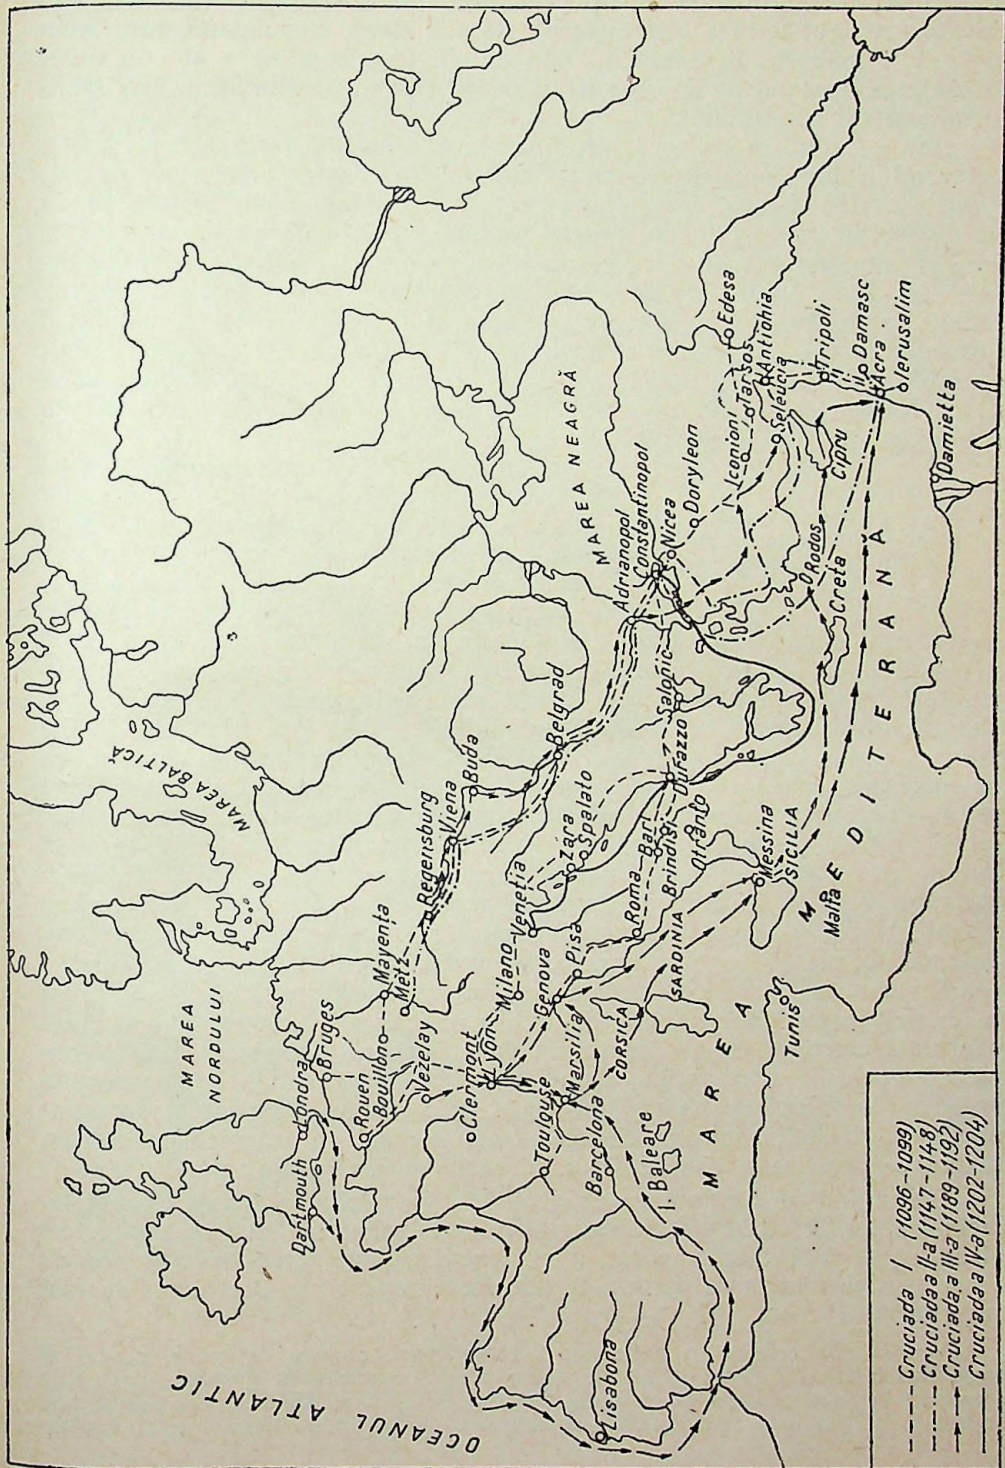 OCEANUL ATLANTIC
MAREA
NORDULUI
MAREA BALTICĂ
MAREA NEAGRĂ
MAREA MEDITERANĂ
Dartmouth
Londra
Bruges
Rouen
Bouillon
Mayența
Metz
Vezelay
Regensburg
Viena
Buda
Clermont
Lyon
Milano
Veneția
Genova
Pisa
Zara
Spalato
Belgrad
Toulouse
Marsilia
Barcelona
I. Baleare
CORSICA
SARDINIA
Roma
Bari
Brindisi
Otranto
Durazzo
Salonic
Adrianopol
Constantinopol
Nicea
Doryleon
Iconion
Tarsos
Seleucia
Edesa
Antiohia
Tripoli
Damasc
Acra
Ierusalim
Damietta
Cipru
Rodos
Creta
Messina
SICILIA
Malta
Tunis
Lisabona
Cruciada I (1096-1099)
Cruciada a II-a (1147-1148)
Cruciada a III-a (1189-1192)
Cruciada a IV-a (1202-1204)